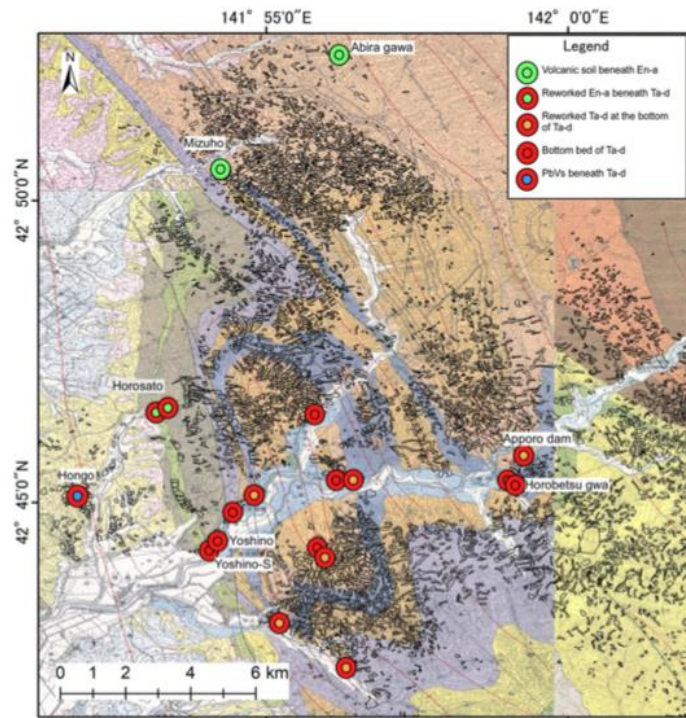 141° 55′0″E
142° 0′0″E
N
Abira gawa
Legend
Volcanic soil beneath En-a
Reworked En-a beneath Ta-d
Reworked Ta-d at the bottom
of Ta-d
Bottom bed of Ta-d
PbVs beneath Ta-d
Mizuho
42° 50′0″N
Horosato
Apporo dam
Hongo
Horobetsu gwa
42° 45′0″N
Yoshino
Yoshino-S
0 2 4 6 km